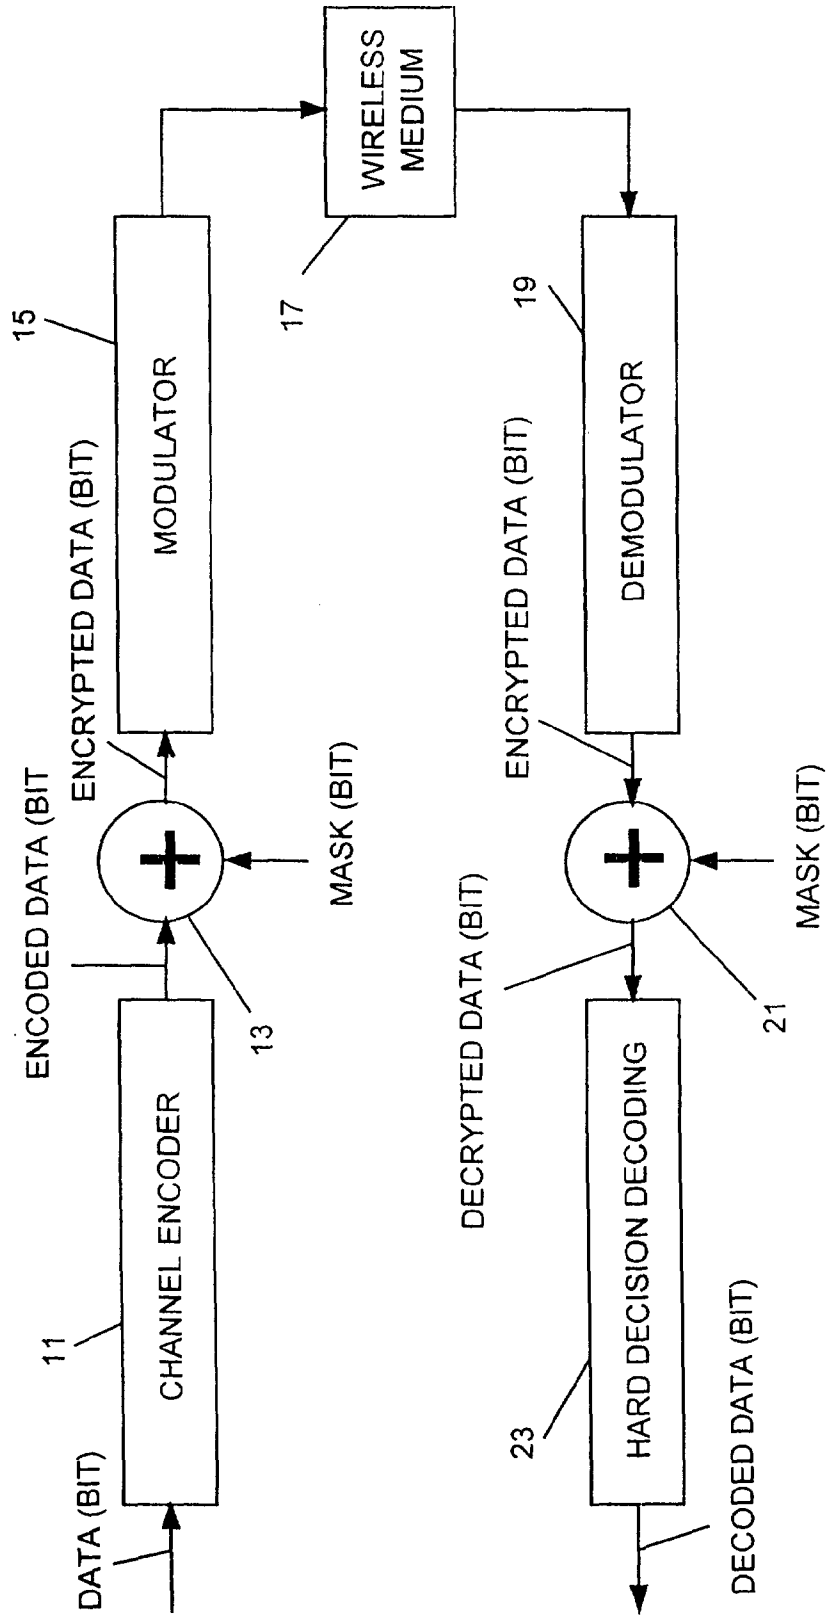 DATA (BIT)
11
CHANNEL ENCODER
ENCODED DATA (BIT
13
MASK (BIT)
ENCRYPTED DATA (BIT)
15
MODULATOR
17
WIRELESS
MEDIUM
19
DEMODULATOR
ENCRYPTED DATA (BIT)
MASK (BIT)
21
DECRYPTED DATA (BIT)
23
HARD DECISION DECODING
DECODED DATA (BIT)